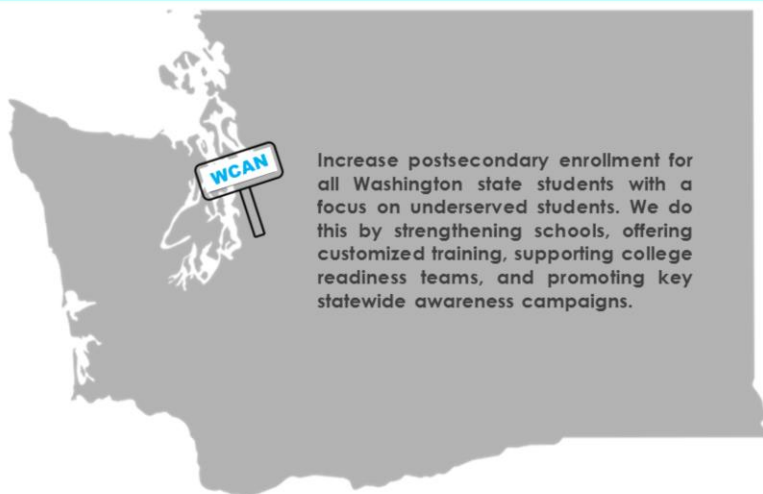 WCAN
Increase postsecondary enrollment for
all Washington state students with a
focus on underserved students. We do
this by strengthening schools, offering
customized training, supporting college
readiness teams, and promoting key
statewide awareness campaigns.